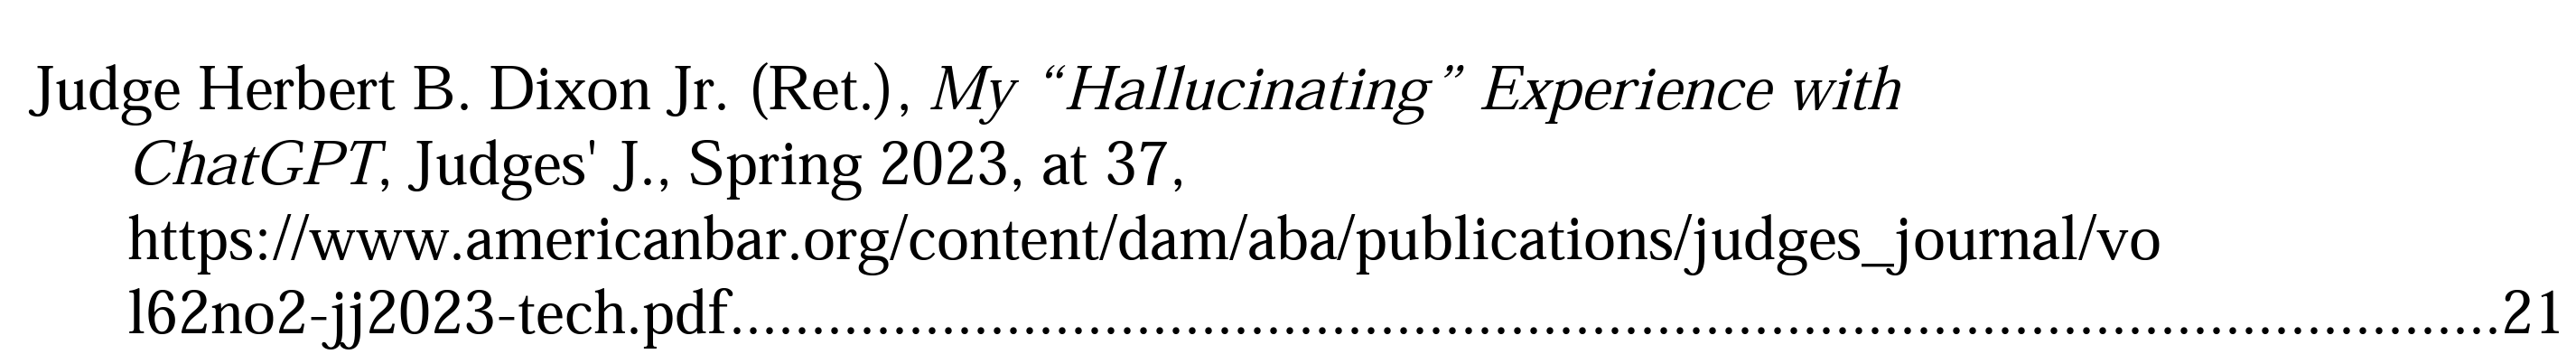 Judge Herbert B. Dixon Jr. (Ret.), My “Hallucinating” Experience with
ChatGPT, Judges' J., Spring 2023, at 37,
https://www.americanbar.org/content/dam/aba/publications/judges_journal/vo
l62no2-jj2023-tech.pdf..............................................................................................................21